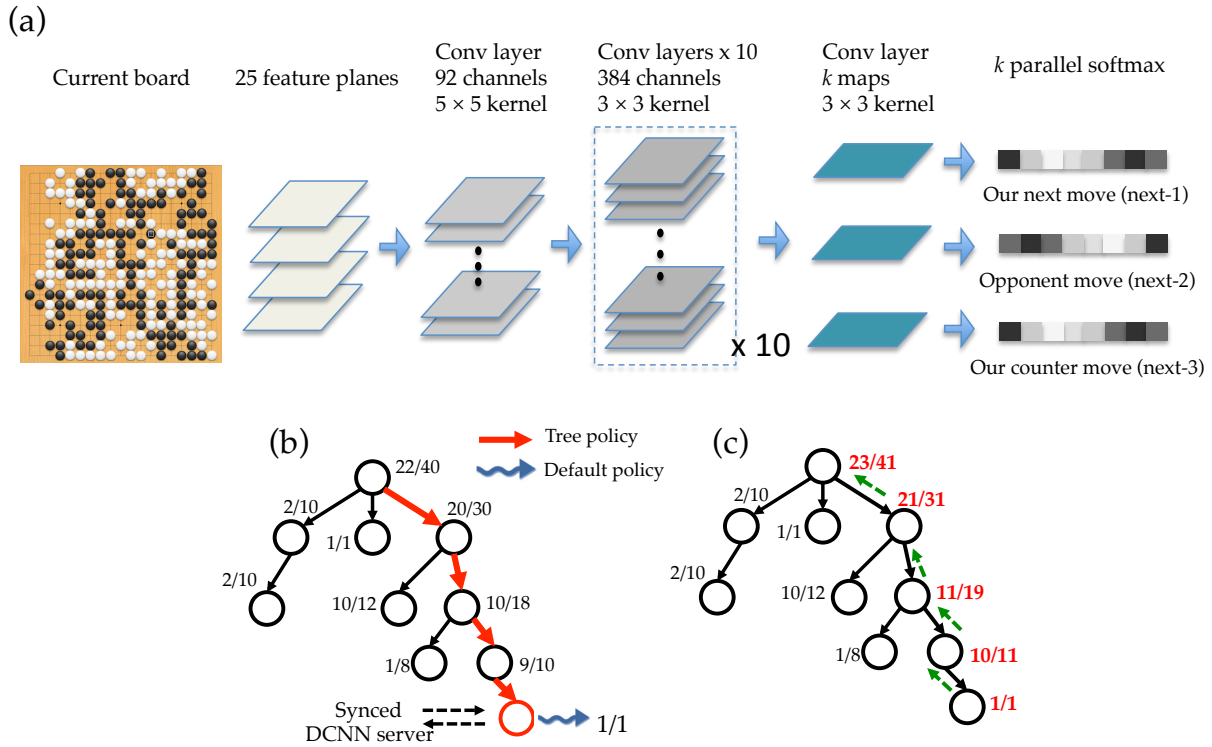 (a)
Current board
25 feature planes
Conv layer
92 channels
5 × 5 kernel
Conv layers x 10
384 channels
3 × 3 kernel
Conv layer
k maps
3 × 3 kernel
k parallel softmax
Our next move (next-1)
Opponent move (next-2)
Our counter move (next-3)
x 10
(b)
Tree policy
Default policy
22/40
2/10
1/1
20/30
2/10
10/12
10/18
1/8
9/10
Synced
DCNN server
1/1
(c)
23/41
2/10
1/1
21/31
2/10
10/12
11/19
1/8
10/11
1/1